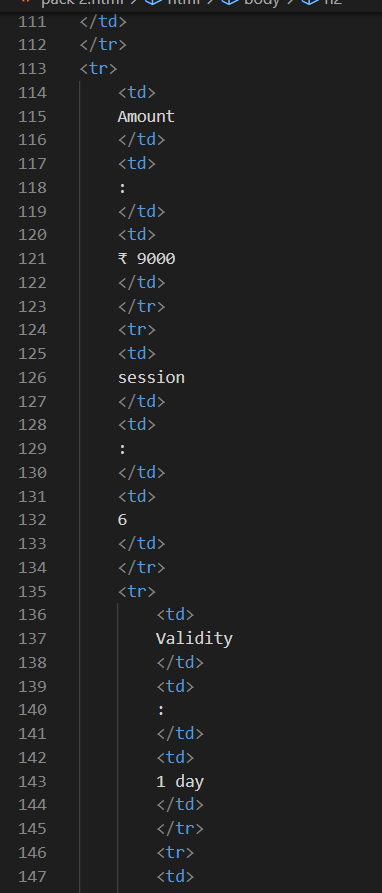 pack 2.html > html > body > h2
111 </td>
112 </tr>
113 <tr>
114 <td>
115 Amount
116 </td>
117 <td>
118 :
119 </td>
120 <td>
121 ₹ 9000
122 </td>
123 </tr>
124 <tr>
125 <td>
126 session
127 </td>
128 <td>
129 :
130 </td>
131 <td>
132 6
133 </td>
134 </tr>
135 <tr>
136 <td>
137 Validity
138 </td>
139 <td>
140 :
141 </td>
142 <td>
143 1 day
144 </td>
145 </tr>
146 <tr>
147 <td>